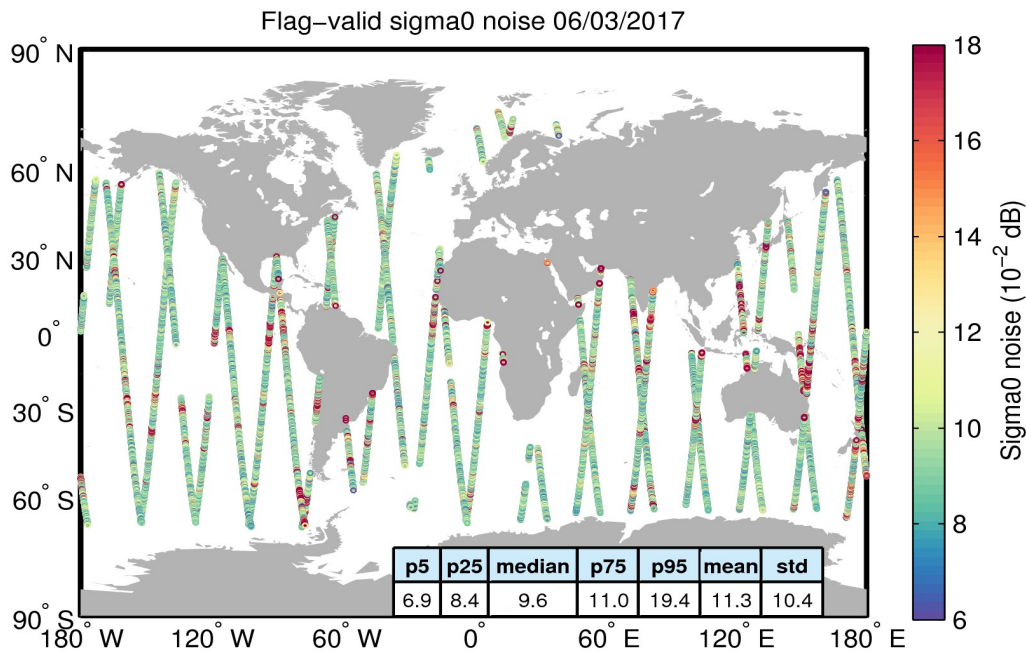 Flag-valid sigma0 noise 06/03/2017
90° N
60° N
30° N
0°
30° S
60° S
90° S
180° W
120° W
60° W
0°
60° E
120° E
180° E
p5 p25 median p75 p95 mean std
6.9 8.4 9.6 11.0 19.4 11.3 10.4
18
16
14
12
10
8
6
Sigma0 noise (10⁻² dB)